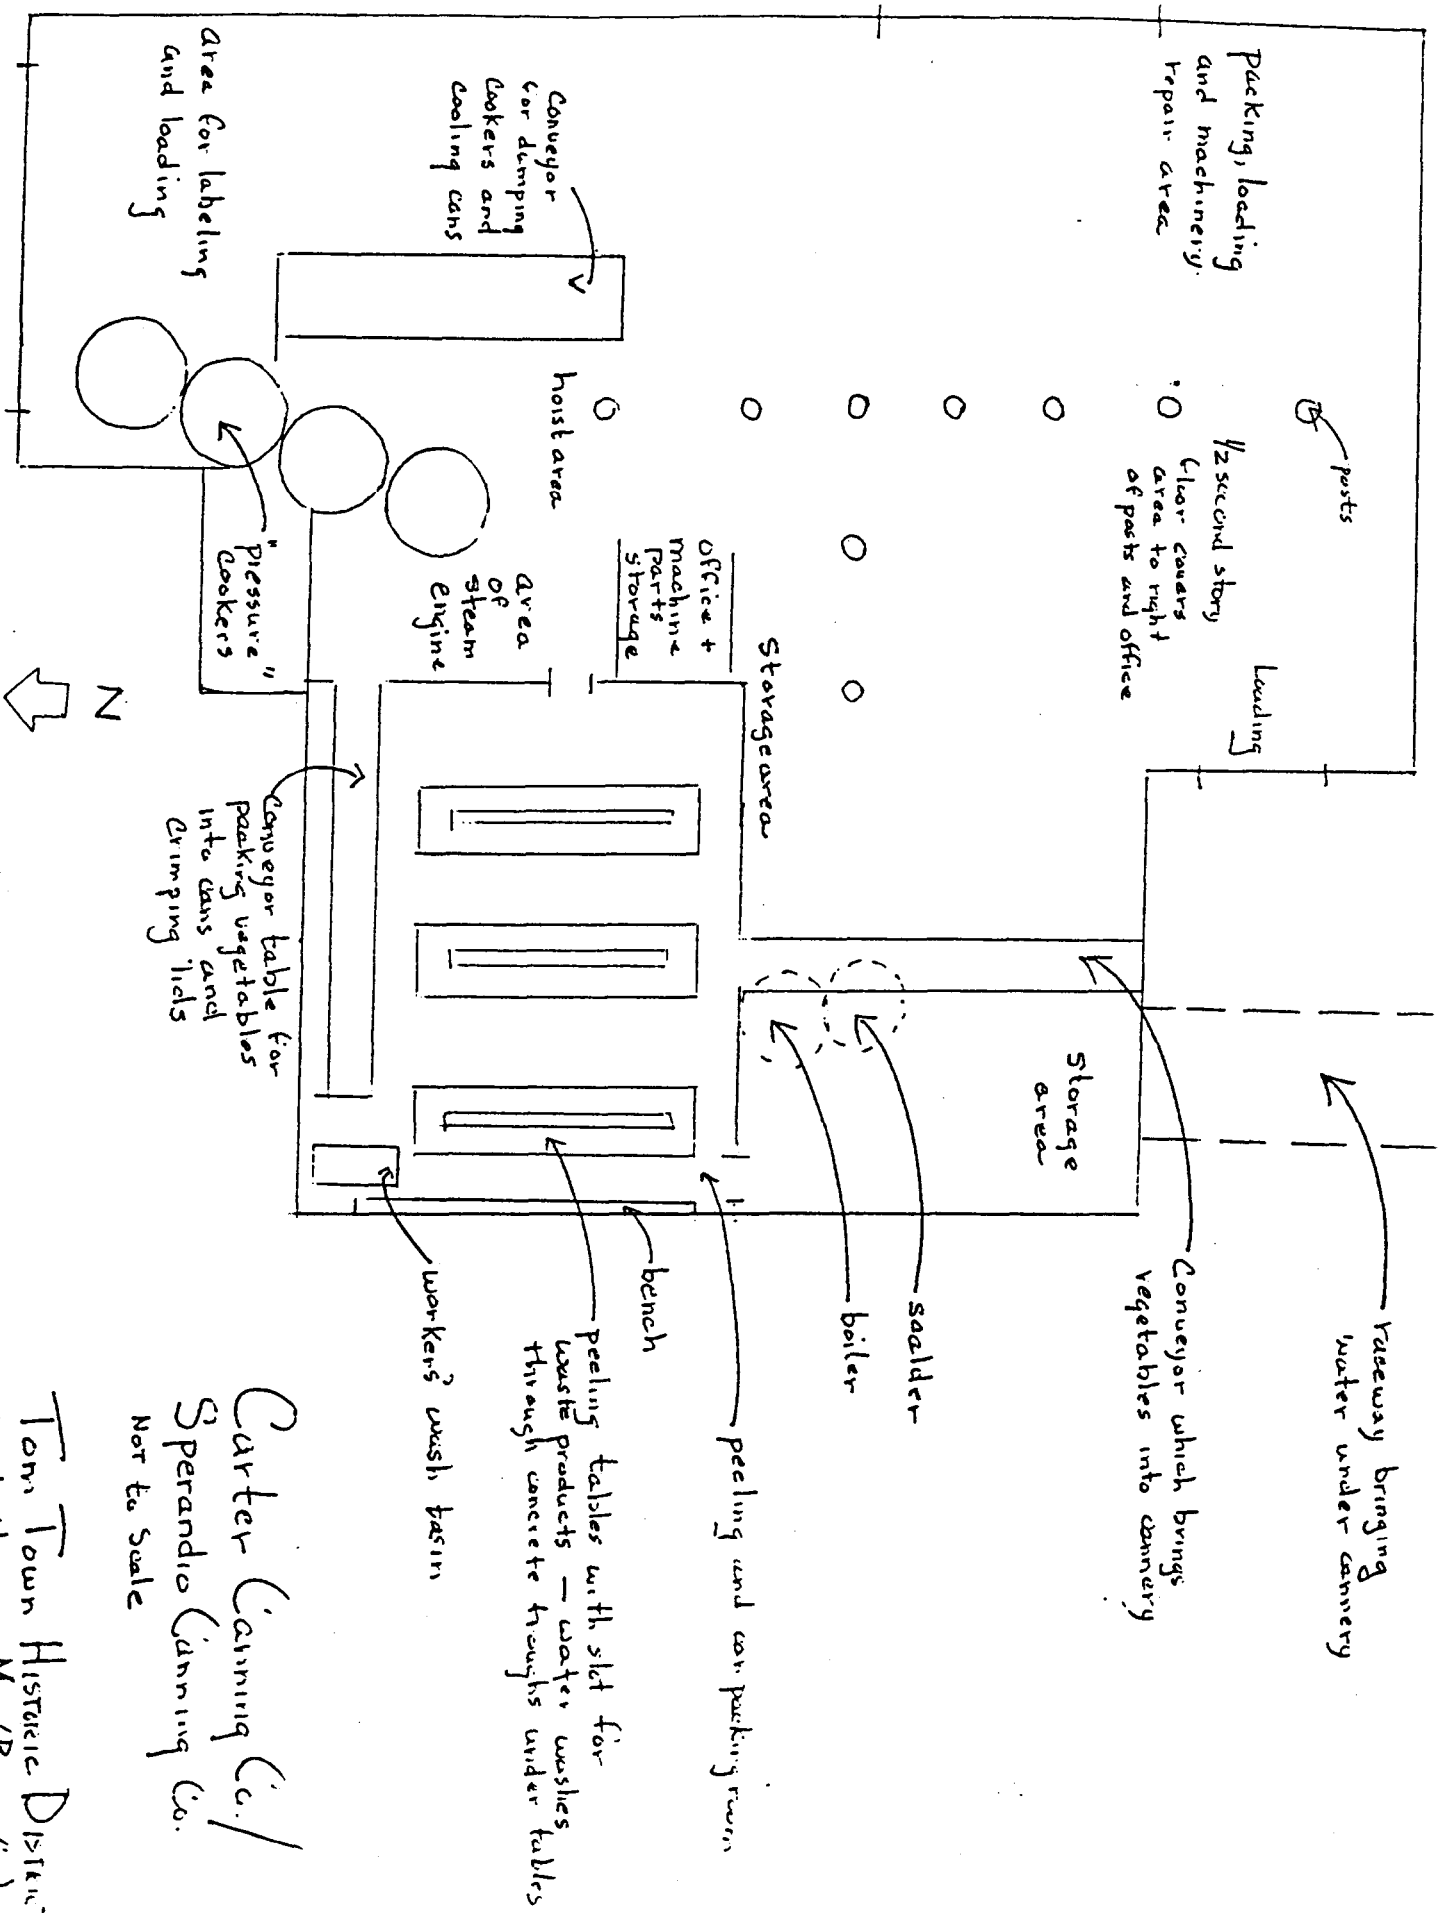 raceway bringing
water under cannery
packing, loading
and machinery
repair area
posts
Loading
1/2 second story
floor covers
area to right
of posts and office
Conveyor which brings
vegetables into cannery
Storage
area
scalder
boiler
Storage area
peeling and can packing room
office +
machine
parts
storage
bench
peeling tables with slot for
waste products — water washes
through concrete troughs under tables
hoist area
Conveyor
for dumping
cookers and
cooling cans
area
of
steam
engine
workers' wash basin
"pressure"
cookers
Conveyor table for
packing vegetables
into cans and
crimping lids
area for labeling
and loading
N
Carter Canning Co./
Sperandio Canning Co.
Not to Scale
Tom Town Historic